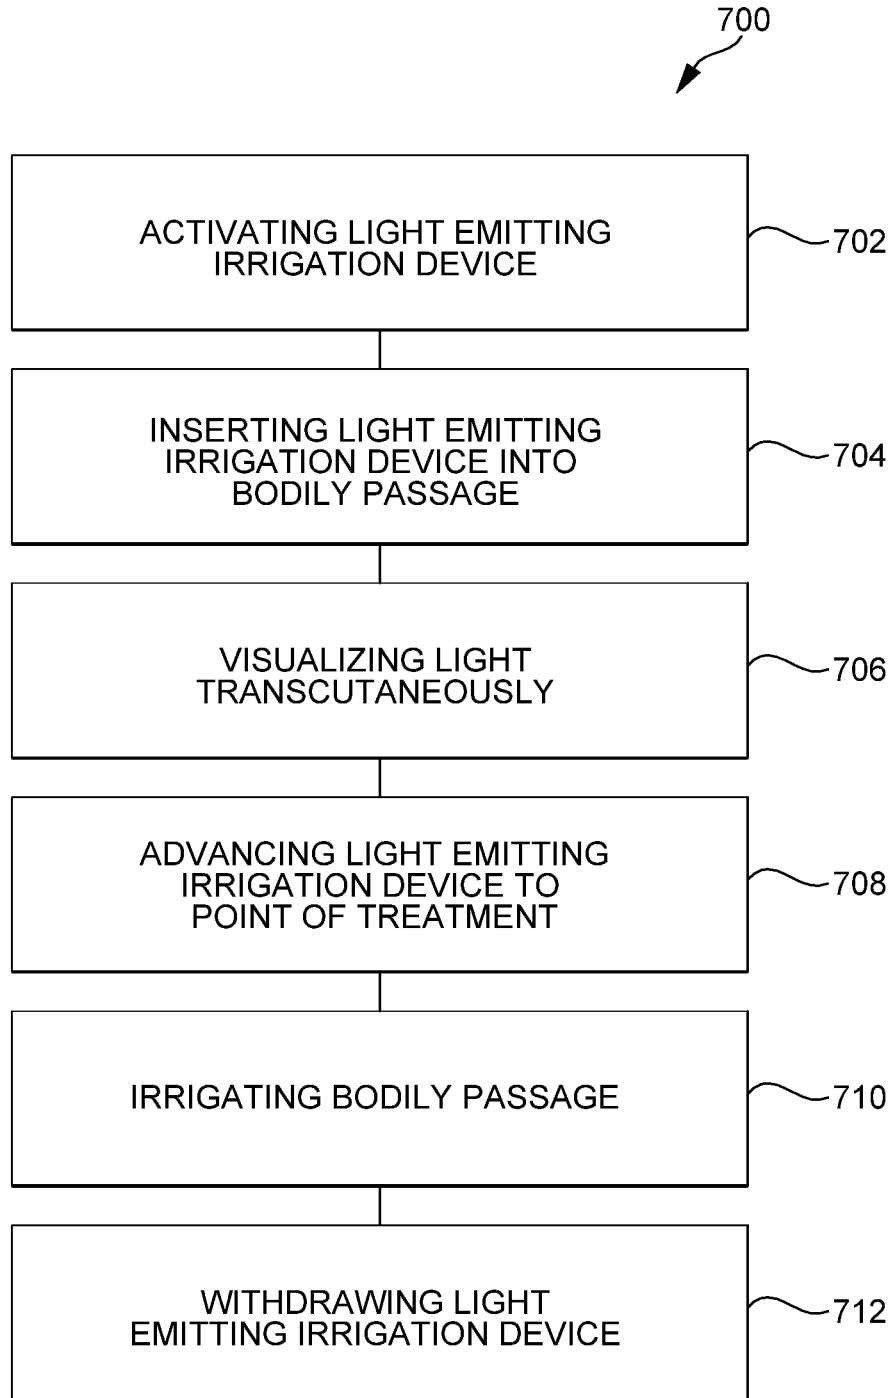 700
ACTIVATING LIGHT EMITTING
IRRIGATION DEVICE
702
INSERTING LIGHT EMITTING
IRRIGATION DEVICE INTO
BODILY PASSAGE
704
VISUALIZING LIGHT
TRANSCUTANEOUSLY
706
ADVANCING LIGHT EMITTING
IRRIGATION DEVICE TO
POINT OF TREATMENT
708
IRRIGATING BODILY PASSAGE
710
WITHDRAWING LIGHT
EMITTING IRRIGATION DEVICE
712